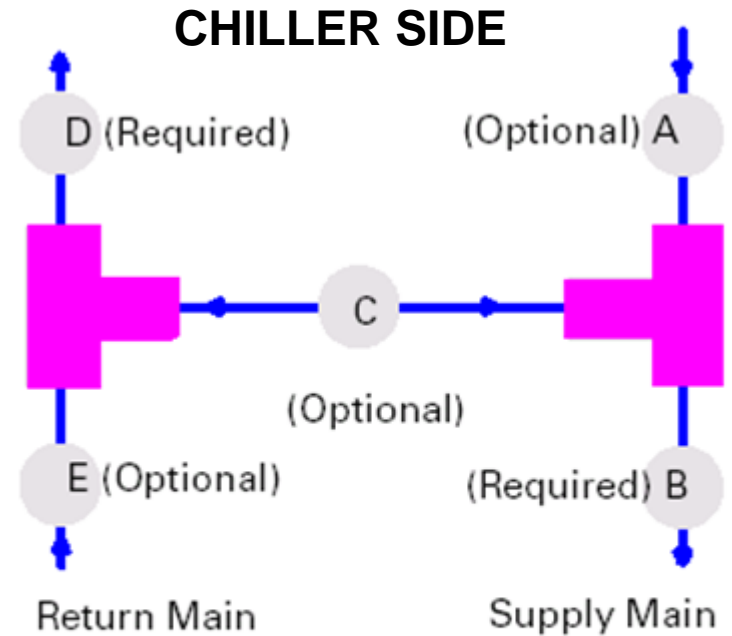 CHILLER SIDE
D (Required)
(Optional) A
C
(Optional)
E (Optional)
(Required) B
Return Main
Supply Main